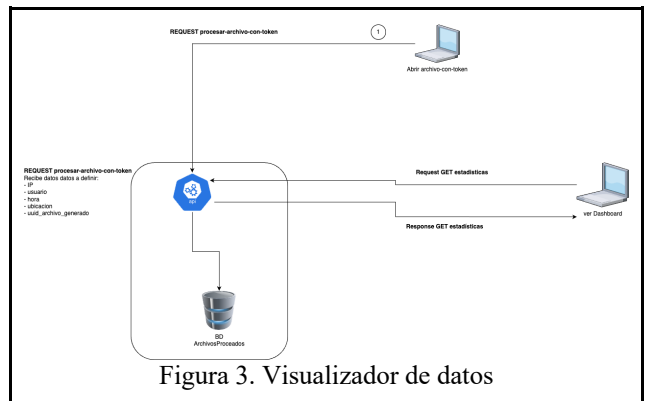 REQUEST procesar-archivo-con-token
1
Abrir archivo-con-token
REQUEST procesar-archivo-con-token
Recibe datos datos a definir:
- IP
- usuario
- hora
- ubicacion
- uuid_archivo_generado
api
Request GET estadisticas
ver Dashboard
Response GET estadisticas
BD
ArchivosProceados
Figura 3. Visualizador de datos